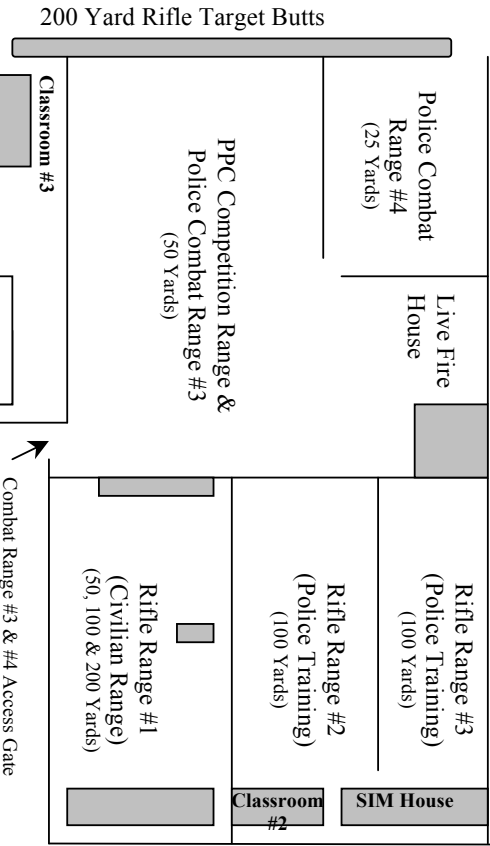 200 Yard Rifle Target Butts
Police Combat
Range #4
(25 Yards)
Classroom #3
PPC Competition Range &
Police Combat Range #3
(50 Yards)
Live Fire
House
Combat Range #3 & #4 Access Gate
Rifle Range #1
(Civilian Range)
(50, 100 & 200 Yards)
Rifle Range #2
(Police Training)
(100 Yards)
Rifle Range #3
(Police Training)
(100 Yards)
Classroom
#2
SIM House